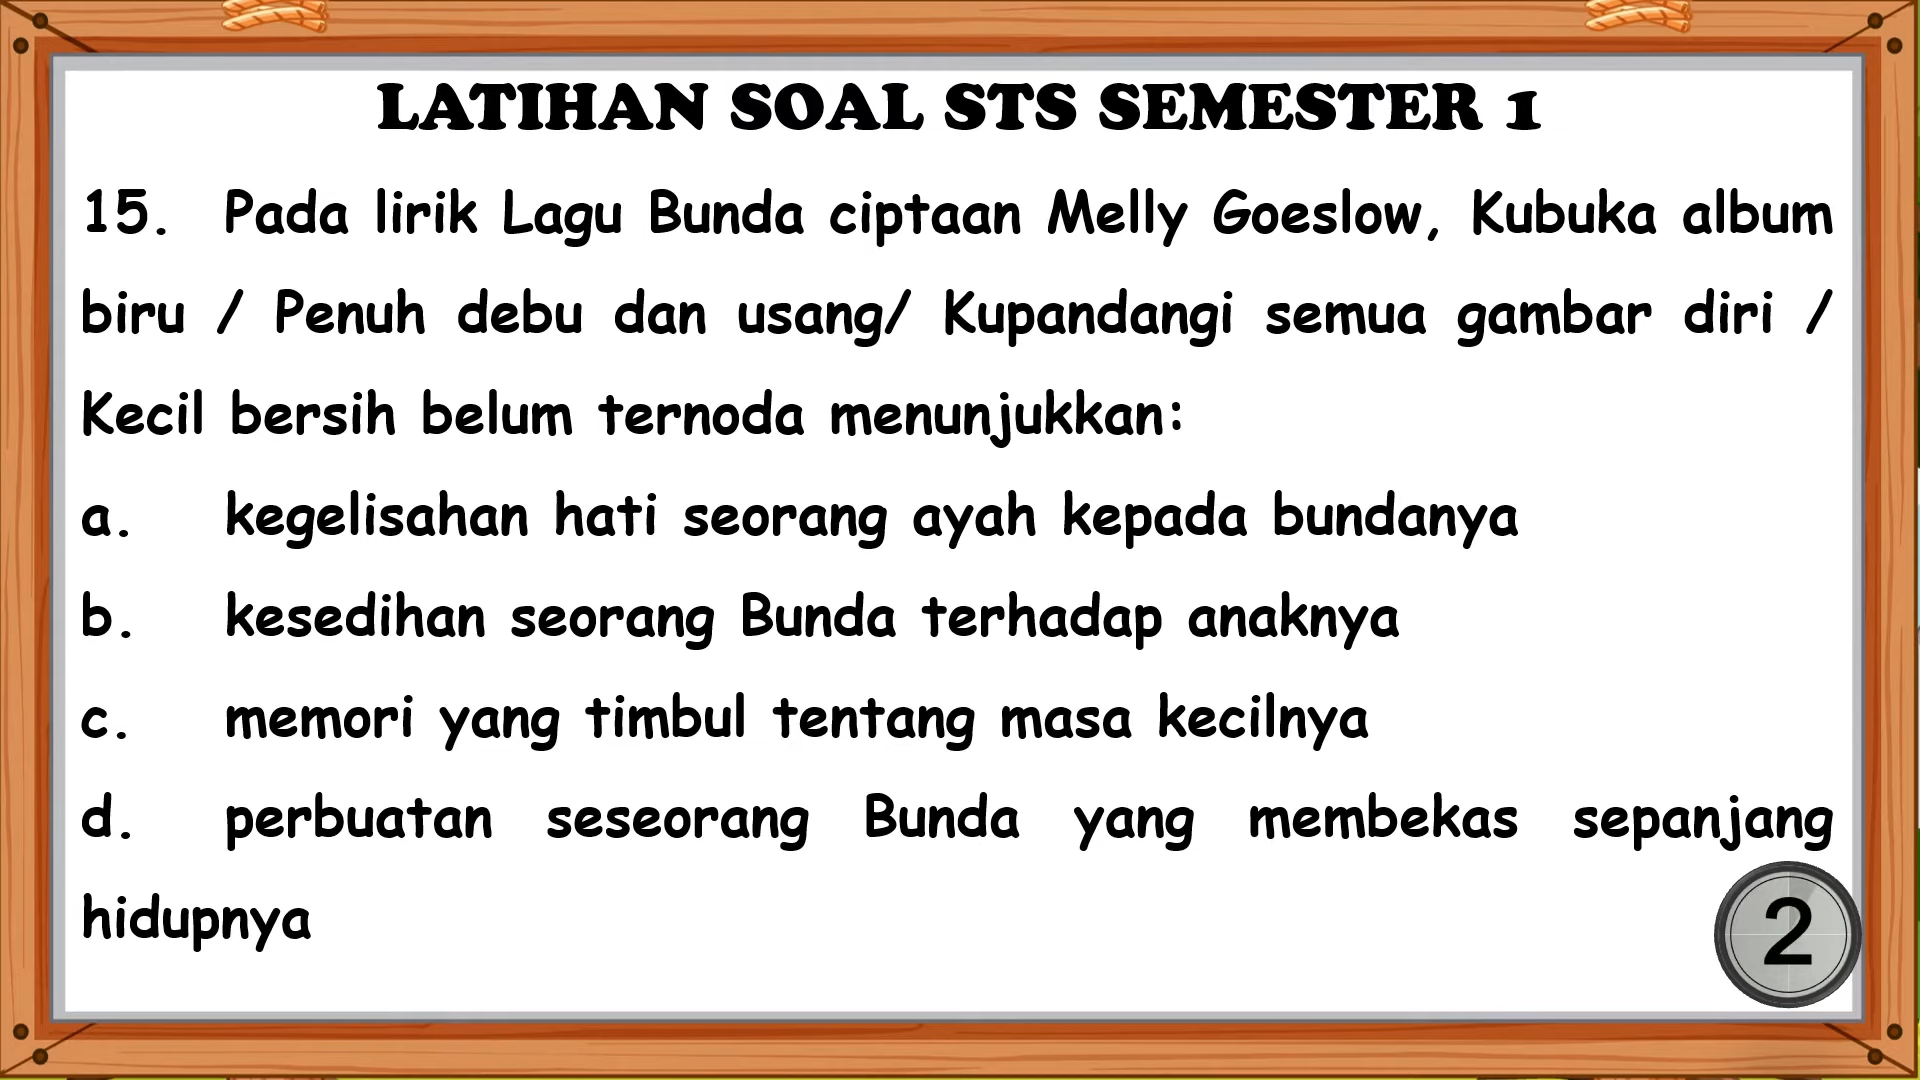 LATIHAN SOAL STS SEMESTER 1
15. Pada lirik Lagu Bunda ciptaan Melly Goeslow, Kubuka album
biru / Penuh debu dan usang/ Kupandangi semua gambar diri /
Kecil bersih belum ternoda menunjukkan:
a. kegelisahan hati seorang ayah kepada bundanya
b. kesedihan seorang Bunda terhadap anaknya
c. memori yang timbul tentang masa kecilnya
d. perbuatan seseorang Bunda yang membekas sepanjang
hidupnya
2